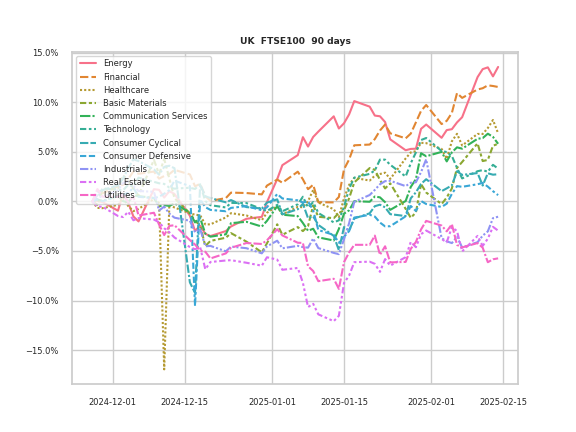 UK FTSE100 90 days
15.0%
10.0%
5.0%
0.0%
−5.0%
−10.0%
−15.0%
Energy
Financial
Healthcare
Basic Materials
Communication Services
Technology
Consumer Cyclical
Consumer Defensive
Industrials
Real Estate
Utilities
2024-12-01
2024-12-15
2025-01-01
2025-01-15
2025-02-01
2025-02-15